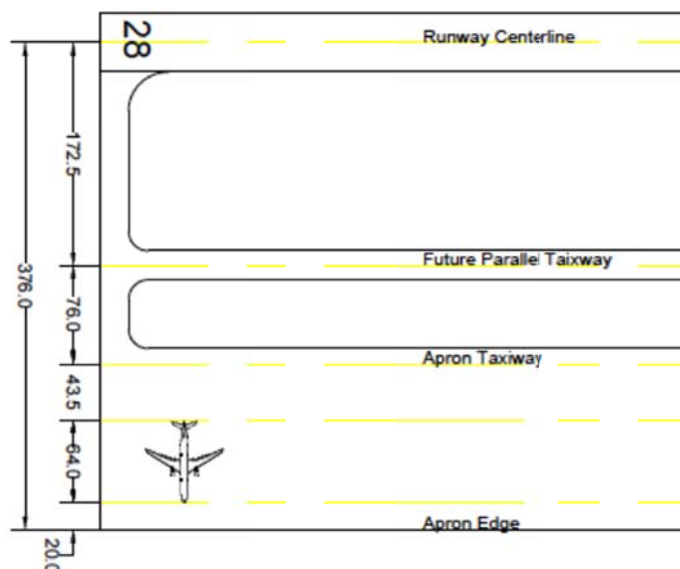 28
Runway Centerline
172.5
376.0
Future Parallel Taixway
76.0
Apron Taxiway
43.5
64.0
Apron Edge
20.0